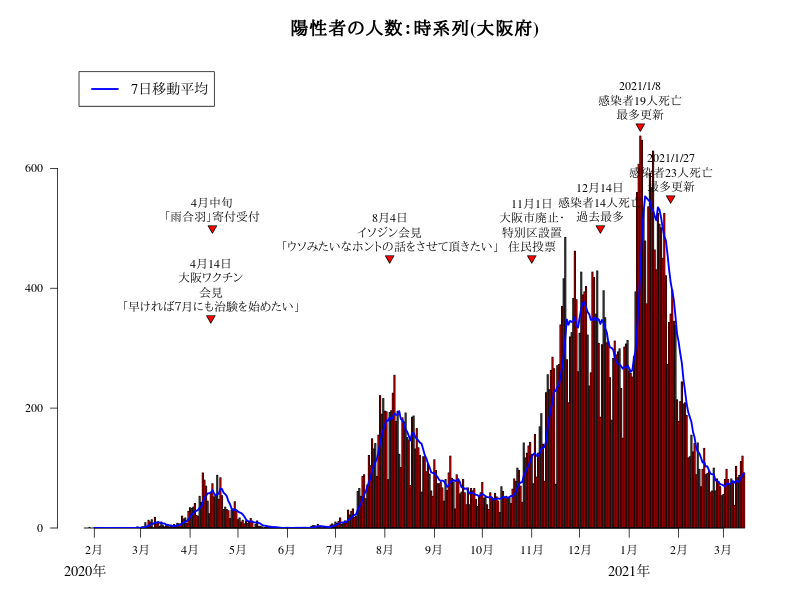 陽性者の人数：時系列(大阪府)
7日移動平均
2021/1/8
感染者19人死亡
最多更新
2021/1/27
感染者23人死亡
最多更新
12月14日
感染者14人死亡
過去最多
11月1日
大阪市廃止・
特別区設置
住民投票
4月中旬
「雨合羽」寄付受付
8月4日
イソジン会見
「ウソみたいなホントの話をさせて頂きたい」
4月14日
大阪ワクチン
会見
「早ければ7月にも治験を始めたい」
600
400
200
0
2月 3月 4月 5月 6月 7月 8月 9月 10月 11月 12月 1月 2月 3月
2020年 2021年